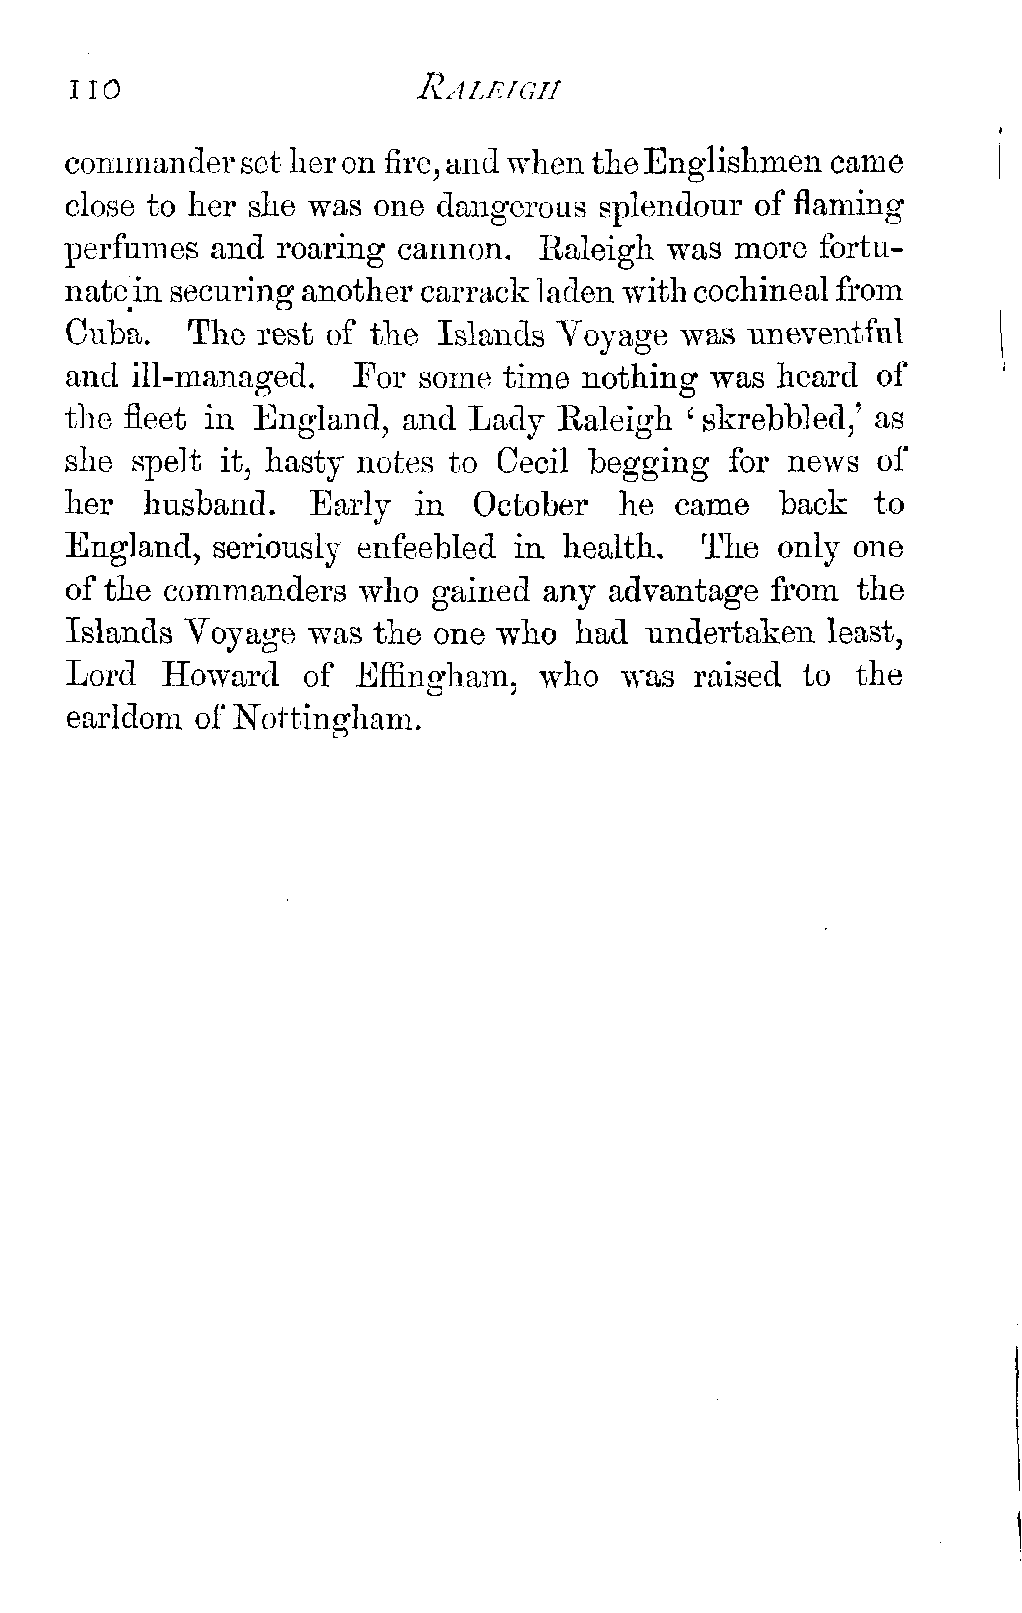 110 RALEIGH
commander set her on fire, and when the Englishmen came
close to her she was one dangerous splendour of flaming
perfumes and roaring cannon. Raleigh was more fortu-
nate in securing another carrack laden with cochineal from
Cuba. The rest of the Islands Voyage was uneventful
and ill-managed. For some time nothing was heard of
the fleet in England, and Lady Raleigh ‘skrebbled,’ as
she spelt it, hasty notes to Cecil begging for news of
her husband. Early in October he came back to
England, seriously enfeebled in health. The only one
of the commanders who gained any advantage from the
Islands Voyage was the one who had undertaken least,
Lord Howard of Effingham, who was raised to the
earldom of Nottingham.